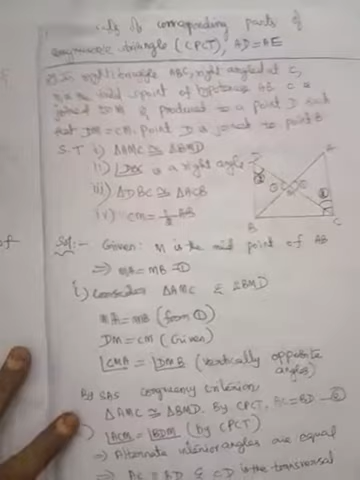 of corresponding parts of
congruence triangle (CPCT), AD = AE
In right triangle ABC, right angled at C,
M is the mid point of hypotenuse AB C is
joined to M & produced to a point D such
that DM = CM. Point D is joined to point B
S.T i) ΔAMC ≅ ΔBMD
ii) ∠DBC is a right angle
iii) ΔDBC ≅ ΔACB
iv) CM = 1/2 AB
A
B
C
of
Sol:- Given: M is the mid point of AB
⇒ MA = MB -①
i) Consider ΔAMC & ΔBMD
MA = MB (from ①)
DM = CM (Given)
∠CMA = ∠DMB (vertically opposite
angles)
By SAS congruency criterion
ΔAMC ≅ ΔBMD. By CPCT, AC = BD -②
) ∠ACM = ∠BDM (by CPCT)
⇒ Alternate interior angles are equal
⇒ AC ∥ BD & CD is the transversal